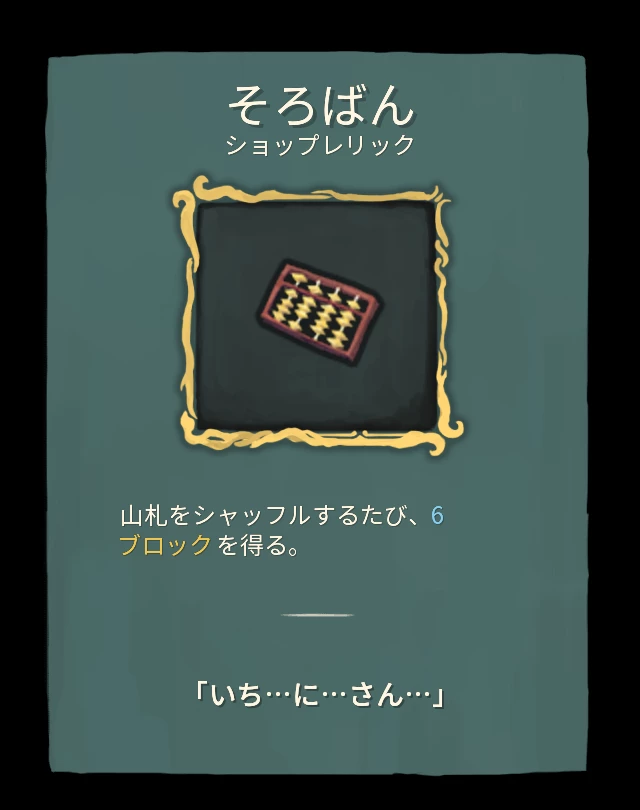 そろばん
ショップレリック
山札をシャッフルするたび、6
ブロックを得る。
「いち…に…さん…」